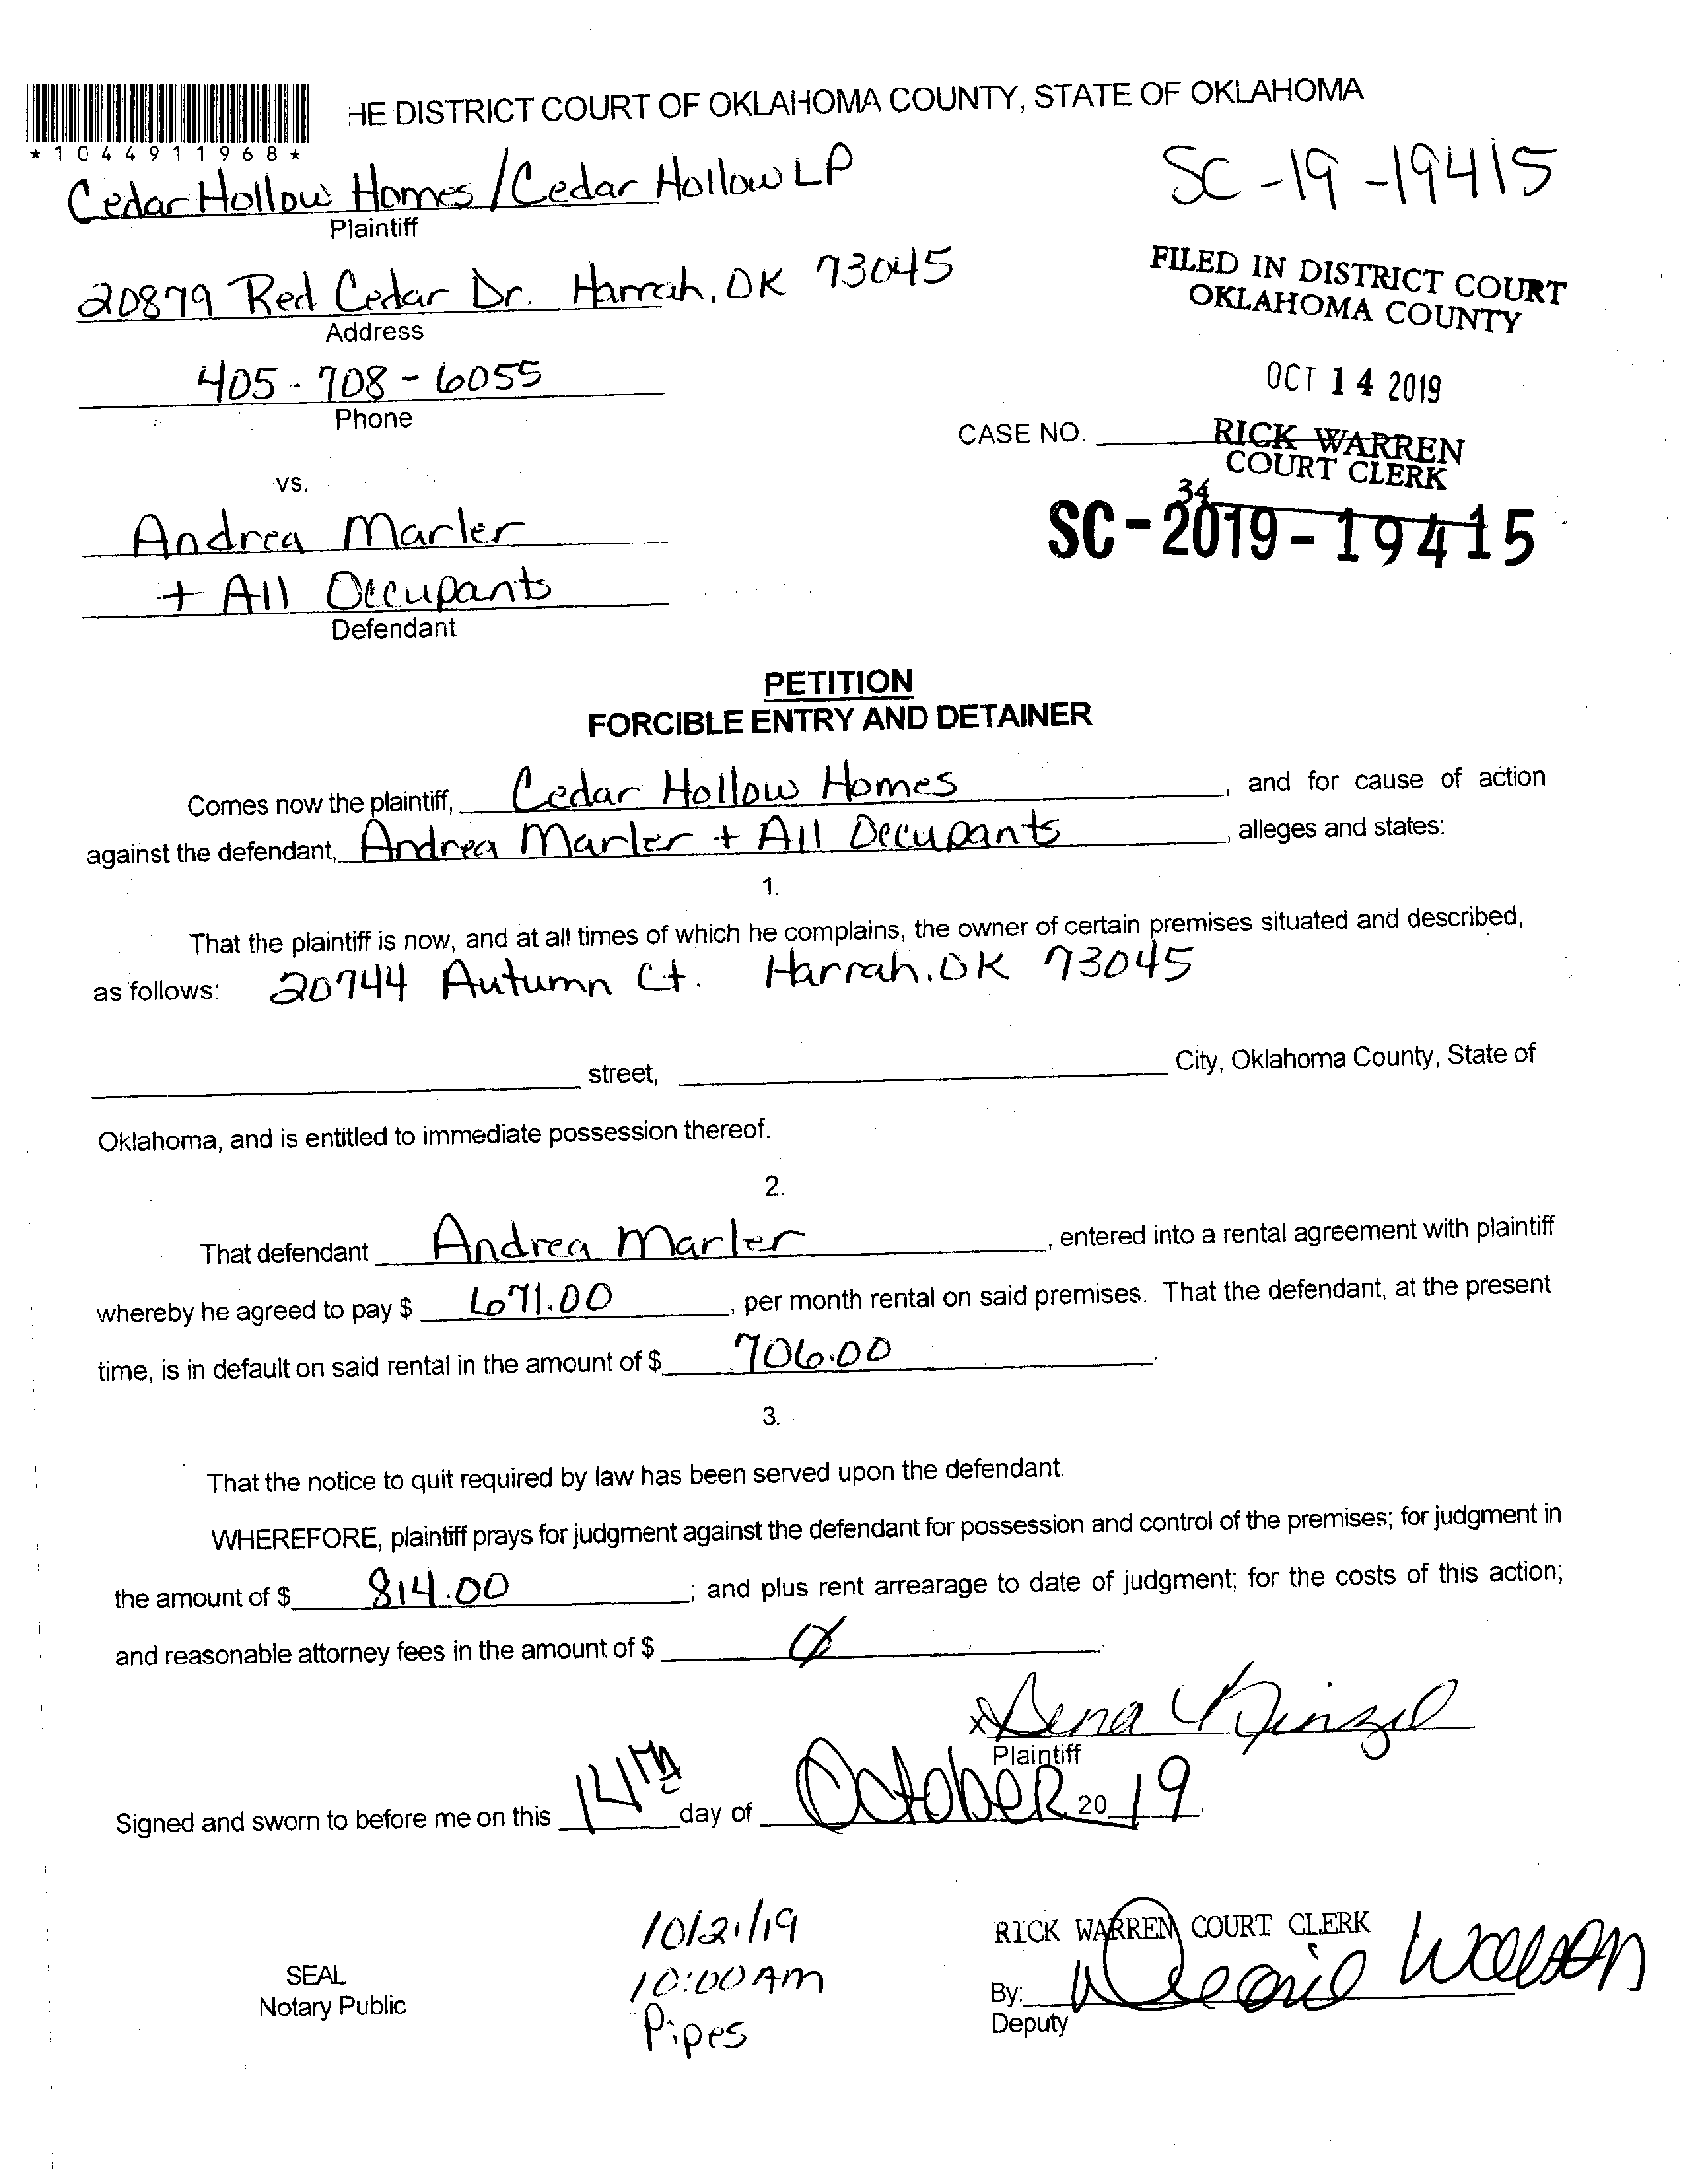 HE DISTRICT COURT OF OKLAHOMA COUNTY, STATE OF OKLAHOMA
*1044911968*
Cedar Hollow Homes / Cedar Hollow LP
SC-19-19415
Plaintiff
20879 Red Cedar Dr. Harrah, OK 73045
Address
FILED IN DISTRICT COURT
OKLAHOMA COUNTY
405-708-6055
Phone
OCT 14 2019
CASE NO.
RICK WARREN
COURT CLERK
vs.
34
SC-2019-19415
Andrea Marler
+ All Occupants
Defendant
PETITION
FORCIBLE ENTRY AND DETAINER
Comes now the plaintiff, Cedar Hollow Homes, and for cause of action
against the defendant, Andrea Marler + All Occupants, alleges and states:
1.
That the plaintiff is now, and at all times of which he complains, the owner of certain premises situated and described,
as follows: 20744 Autumn Ct. Harrah, OK 73045
street, City, Oklahoma County, State of
Oklahoma, and is entitled to immediate possession thereof.
2.
That defendant Andrea Marler, entered into a rental agreement with plaintiff
whereby he agreed to pay $ 671.00, per month rental on said premises. That the defendant, at the present
time, is in default on said rental in the amount of $ 706.00.
3.
That the notice to quit required by law has been served upon the defendant.
WHEREFORE, plaintiff prays for judgment against the defendant for possession and control of the premises; for judgment in
the amount of $ 814.00; and plus rent arrearage to date of judgment; for the costs of this action;
and reasonable attorney fees in the amount of $ Ø.
Plaintiff
Signed and sworn to before me on this 14th day of October 20 19.
10/21/19
10:00 AM
Pipes
SEAL
Notary Public
RICK WARREN COURT CLERK
By:
Deputy